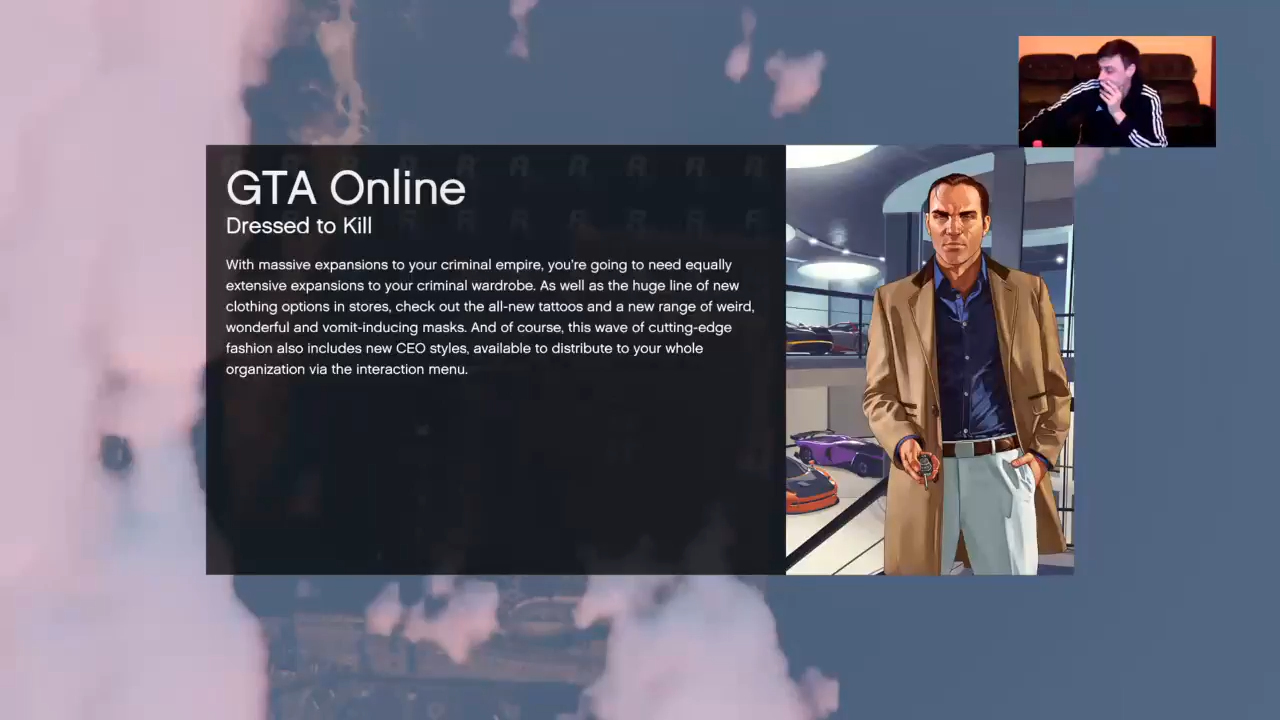 GTA Online
Dressed to Kill
With massive expansions to your criminal empire, you're going to need equally
extensive expansions to your criminal wardrobe. As well as the huge line of new
clothing options in stores, check out the all-new tattoos and a new range of weird,
wonderful and vomit-inducing masks. And of course, this wave of cutting-edge
fashion also includes new CEO styles, available to distribute to your whole
organization via the interaction menu.